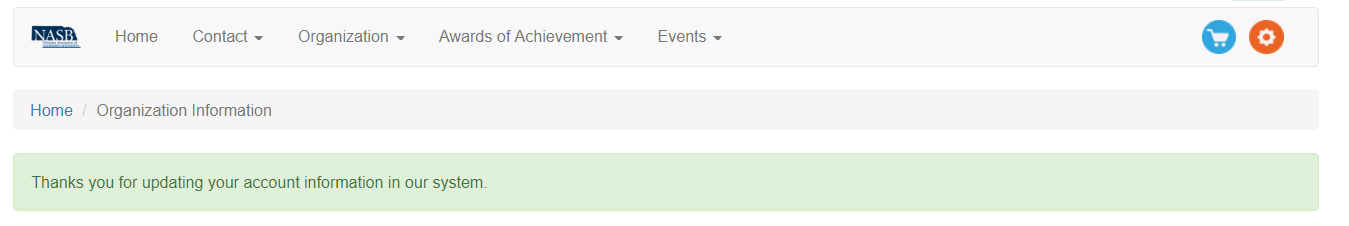 NASB Home Contact Organization Awards of Achievement Events
Home / Organization Information
Thanks you for updating your account information in our system.